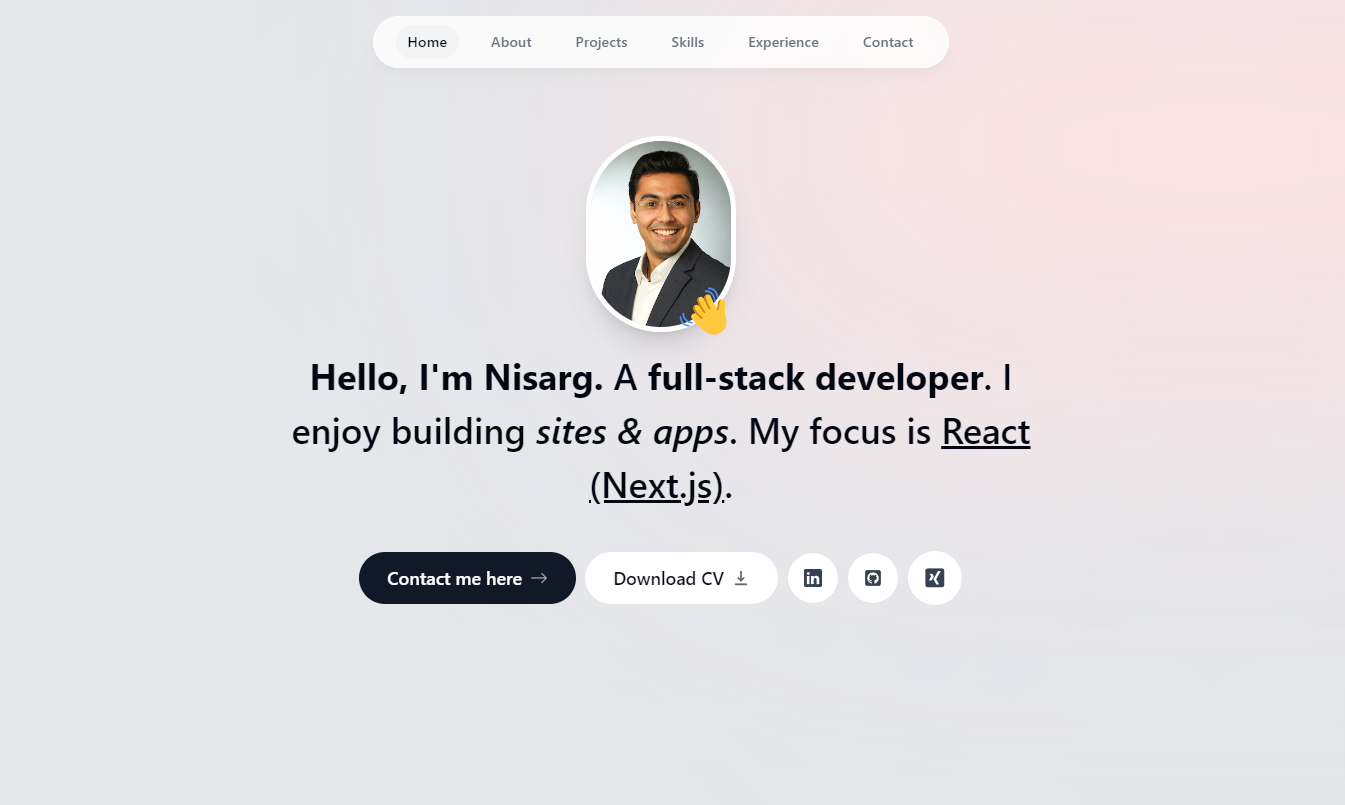 Home About Projects Skills Experience Contact
Hello, I'm Nisarg. A full-stack developer. I
enjoy building sites & apps. My focus is React
(Next.js).
Contact me here Download CV in